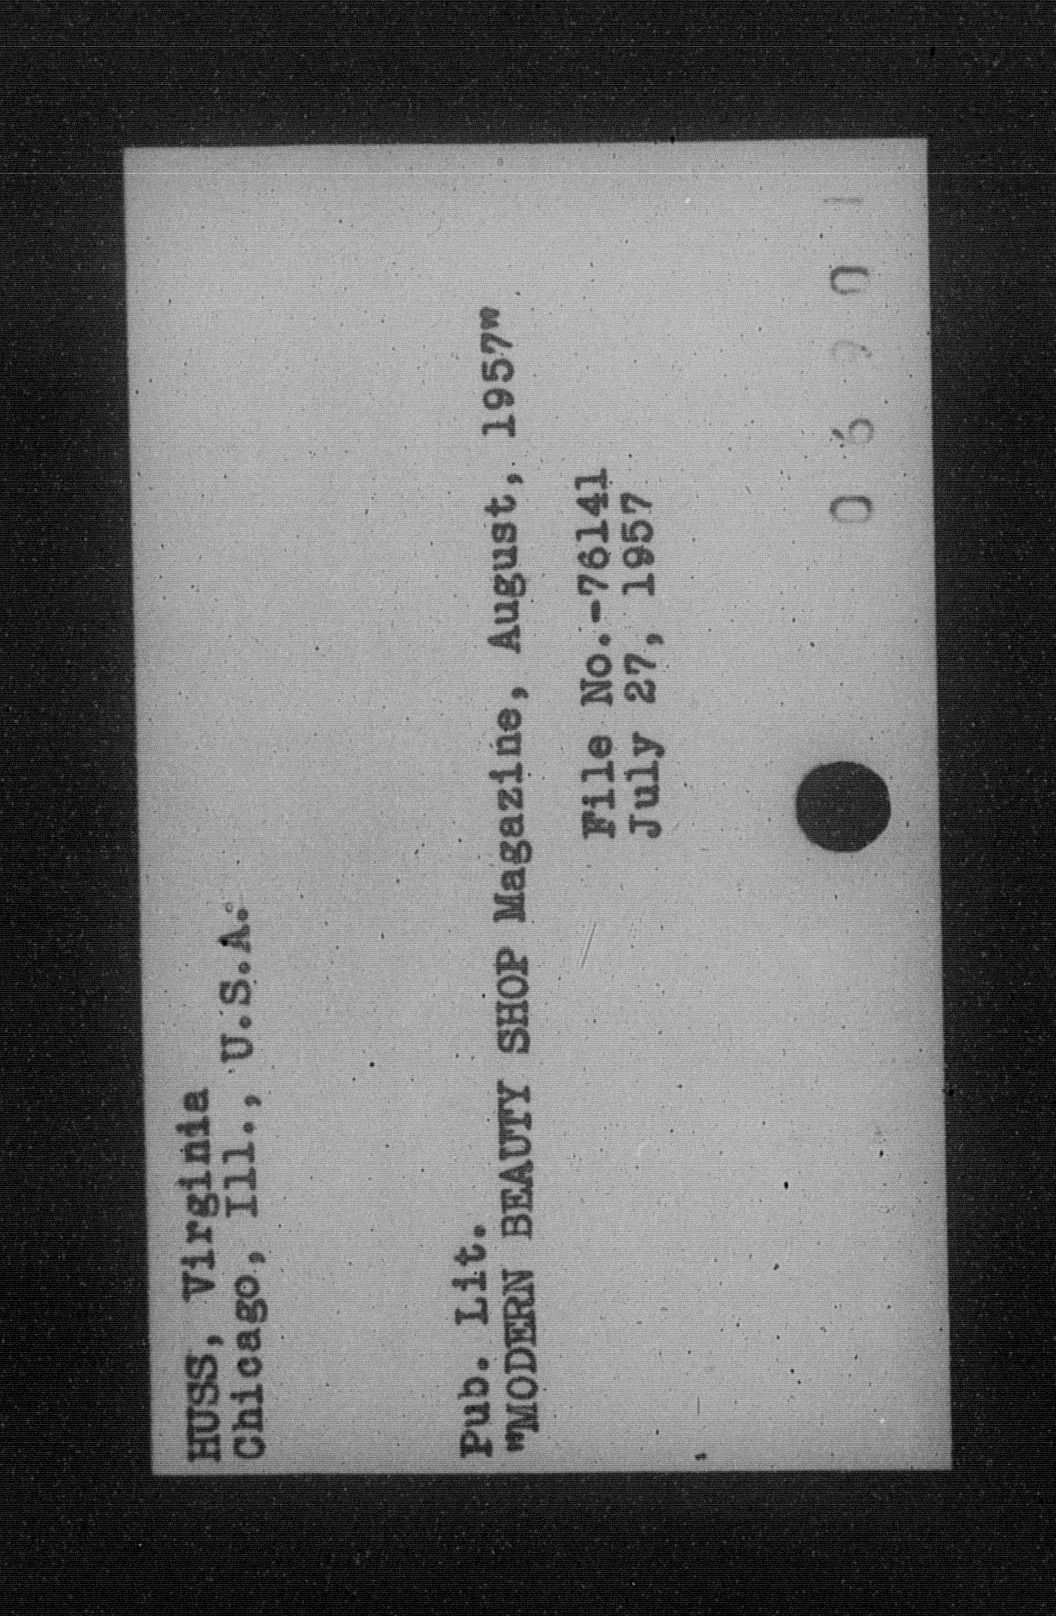 HUSS, Virginia
Chicago, Ill., U.S.A.
Pub. Lit.
"MODERN BEAUTY SHOP Magazine, August, 1957"
File No.-76141
July 27, 1957